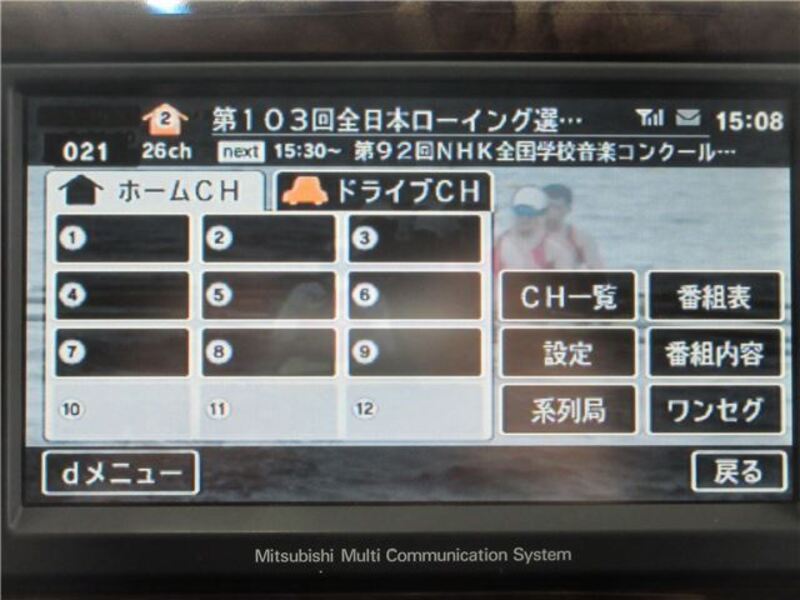 2 第１０３回全日本ローイング選… 15:08
021 26ch next 15:30~ 第９２回ＮＨＫ全国学校音楽コンクール…
ホームＣＨ ドライブＣＨ
① ② ③
④ ⑤ ⑥ ＣＨ一覧 番組表
⑦ ⑧ ⑨ 設定 番組内容
⑩ ⑪ ⑫ 系列局 ワンセグ
ｄメニュー 戻る
Mitsubishi Multi Communication System